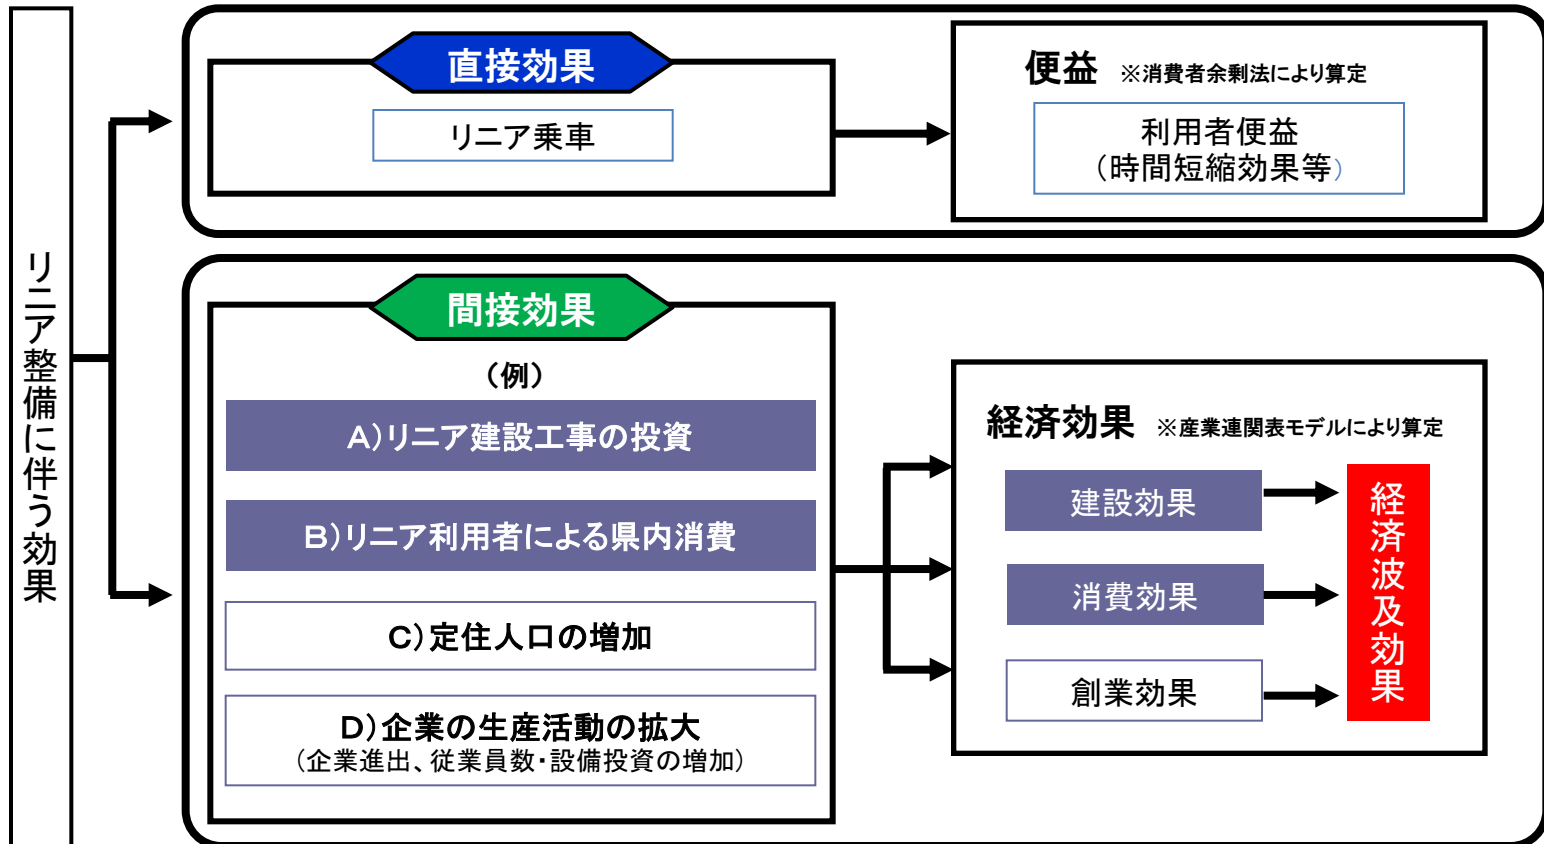 リニア整備に伴う効果
直接効果
リニア乗車
便益 ※消費者余剰法により算定
利用者便益
(時間短縮効果等)
間接効果
(例)
A)リニア建設工事の投資
B)リニア利用者による県内消費
C)定住人口の増加
D)企業の生産活動の拡大
(企業進出、従業員数・設備投資の増加)
経済効果 ※産業連関表モデルにより算定
建設効果
消費効果
創業効果
経済波及効果